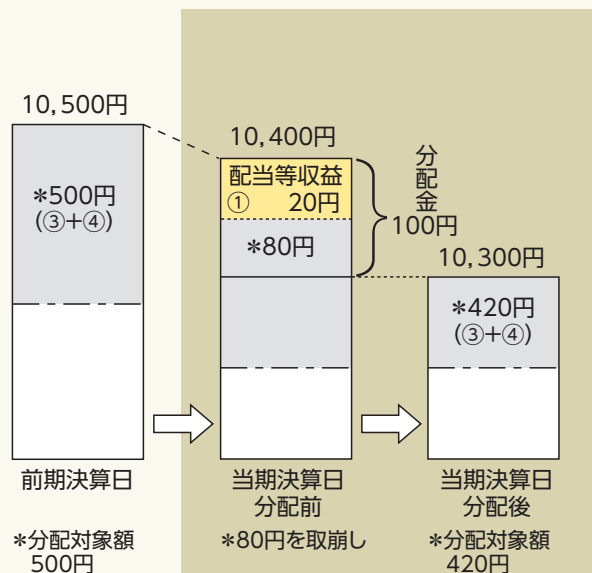 10,500円
*500円
(③+④)
前期決算日
*分配対象額
500円
10,400円
配当等収益
① 20円
*80円
分配金
100円
当期決算日
分配前
*80円を取崩し
10,300円
*420円
(③+④)
当期決算日
分配後
*分配対象額
420円